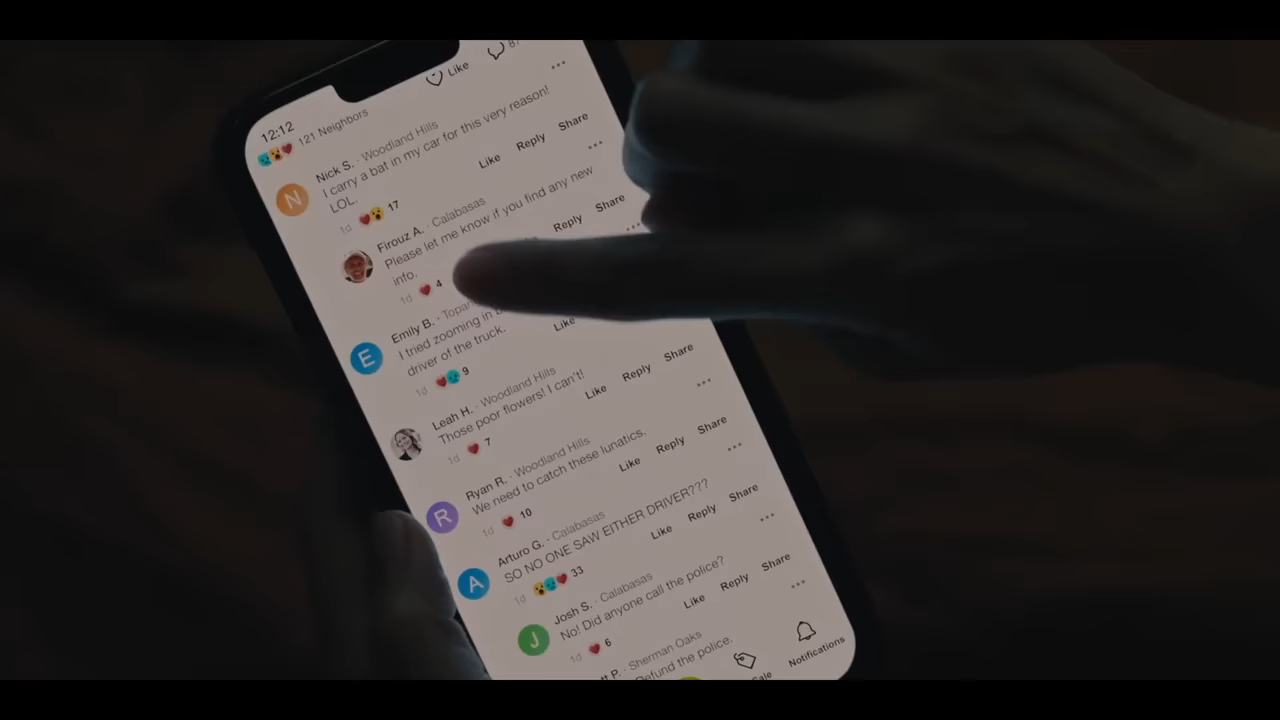 87
Like
12:12
121 Neighbors
Nick S. · Woodland Hills
I carry a bat in my car for this very reason!
LOL.
Like Reply Share
1d 17
Firouz A. · Calabasas
Please let me know if you find any new
info.
Reply Share
1d 4
Emily B.
I tried zooming in
driver of the truck.
Like
1d 9
Leah H. · Woodland Hills
Those poor flowers! I can't!
Like Reply Share
1d 7
Ryan R. · Woodland Hills
We need to catch these lunatics.
Like Reply Share
1d 10
Arturo G. · Calabasas
SO NO ONE SAW EITHER DRIVER???
Like Reply Share
1d 33
Josh S. · Calabasas
No! Did anyone call the police?
Like Reply Share
1d 6
P. · Sherman Oaks
the police.
Notifications
N
E
R
A
J